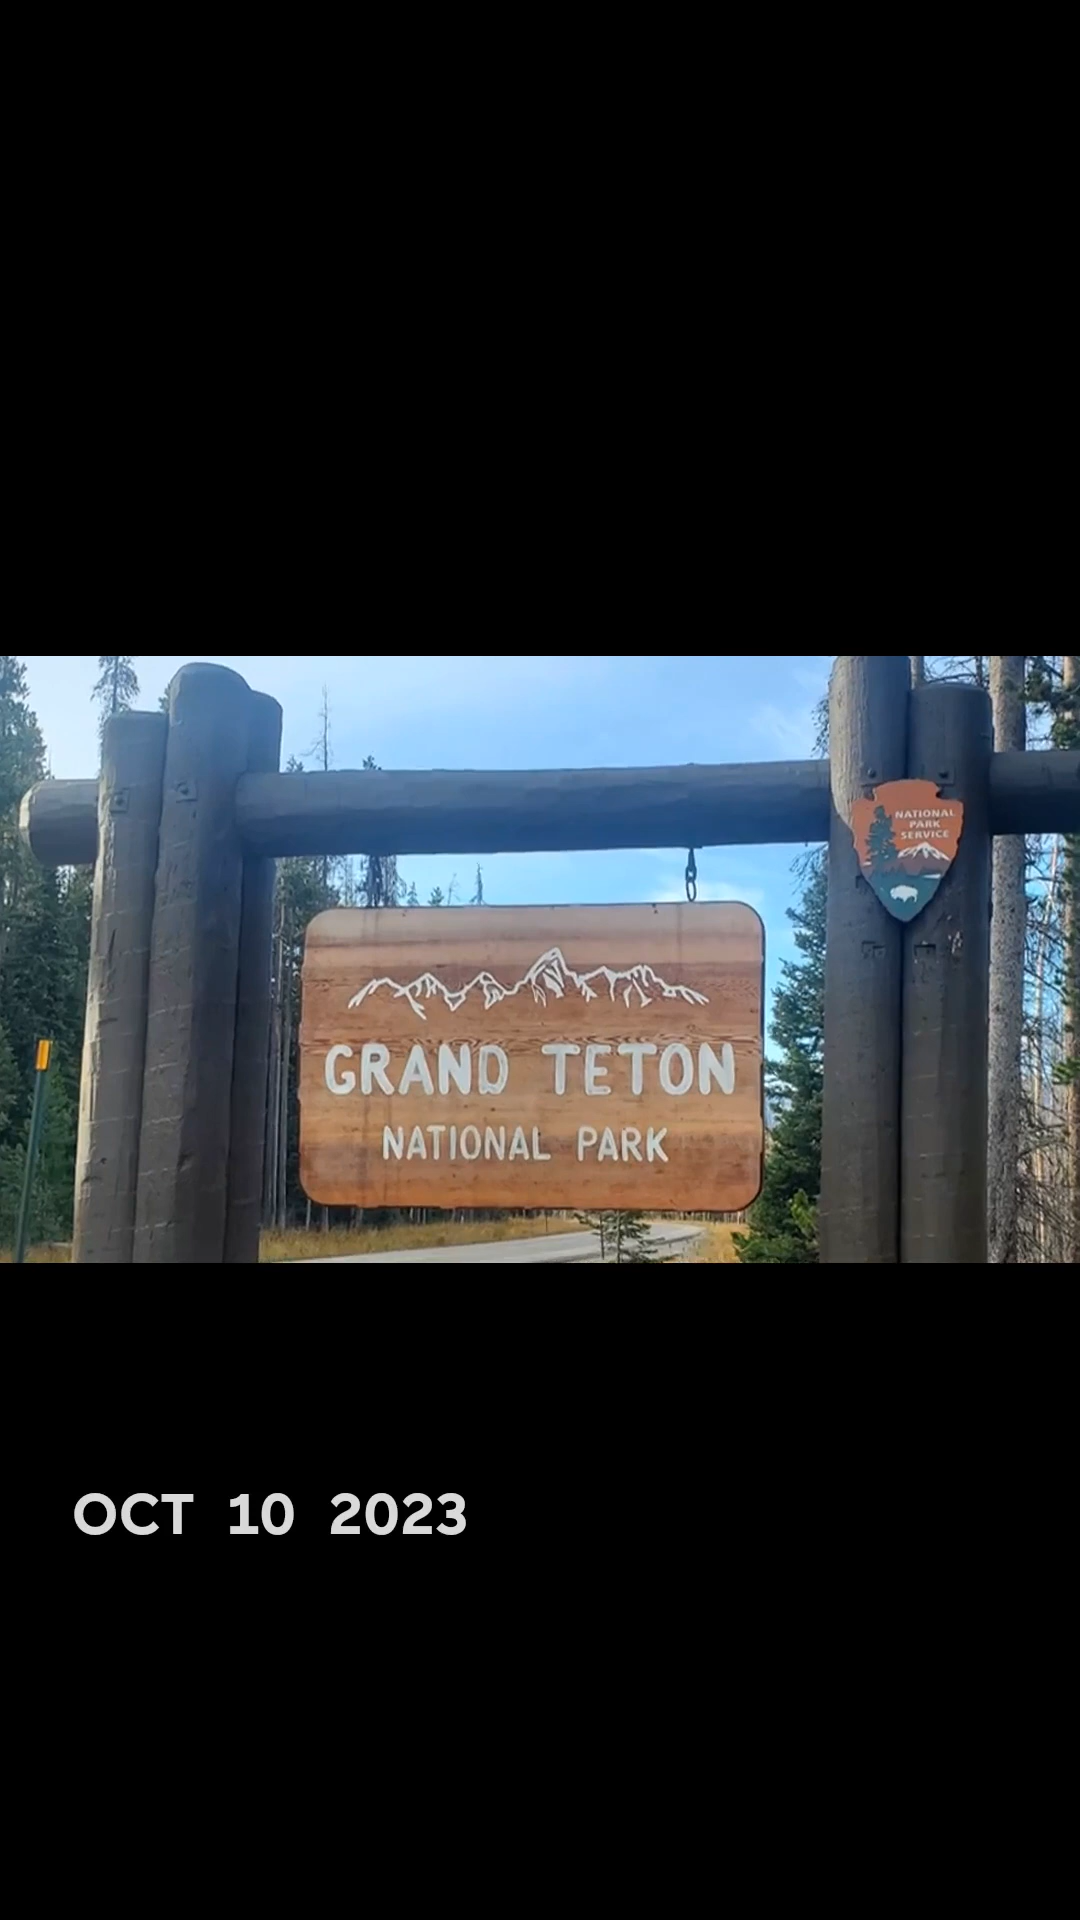 NATIONAL
PARK
SERVICE
GRAND TETON
NATIONAL PARK
OCT 10 2023